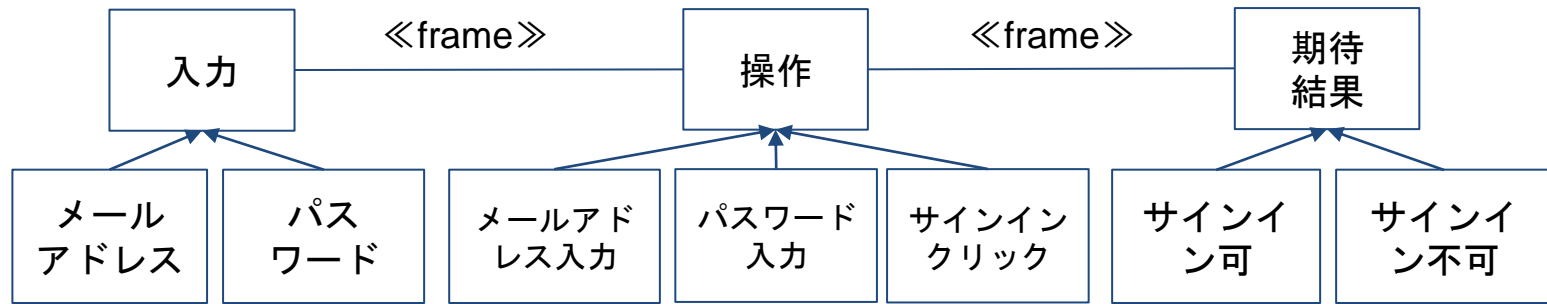 ≪frame≫
≪frame≫
入力
操作
期待
結果
メール
アドレス
パス
ワード
メールアド
レス入力
パスワード
入力
サインイン
クリック
サインイ
ン可
サインイ
ン不可